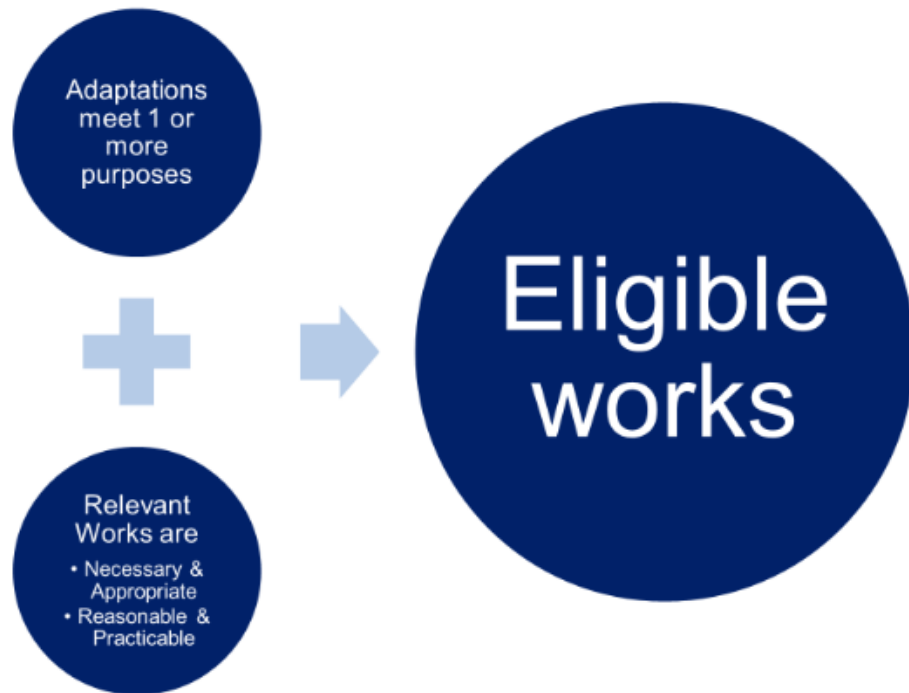 Adaptations
meet 1 or
more
purposes
Relevant
Works are
• Necessary &
Appropriate
• Reasonable &
Practicable
Eligible
works